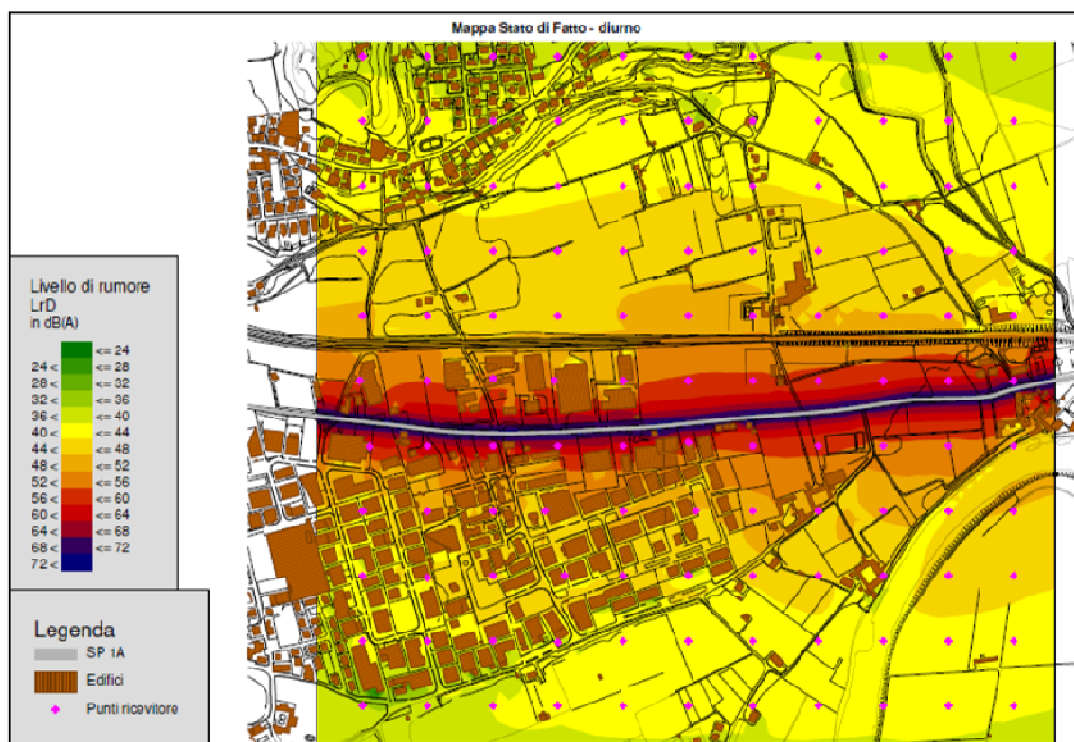 Mappa Stato di Fatto - diurno
Livello di rumore
LrD
in dB(A)
<= 24
24 < <= 28
28 < <= 32
32 < <= 36
36 < <= 40
40 < <= 44
44 < <= 48
48 < <= 52
52 < <= 56
56 < <= 60
60 < <= 64
64 < <= 68
68 < <= 72
72 <
Legenda
SP 1A
Edifici
Punti ricevitore